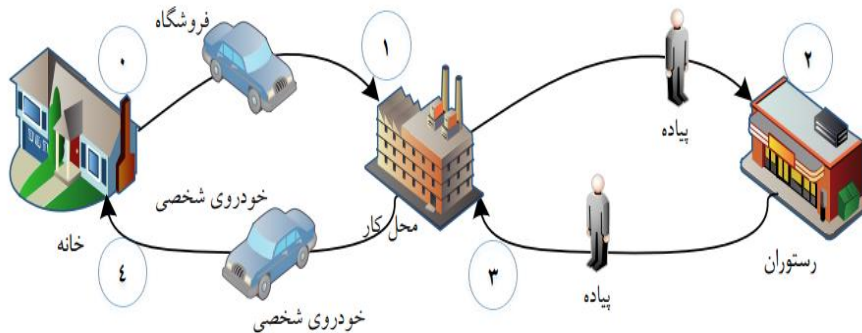 فروشگاه
۰
۱
۲
پیاده
خودروی شخصی
محل کار
خانه
۴
۳
پیاده
رستوران
خودروی شخصی